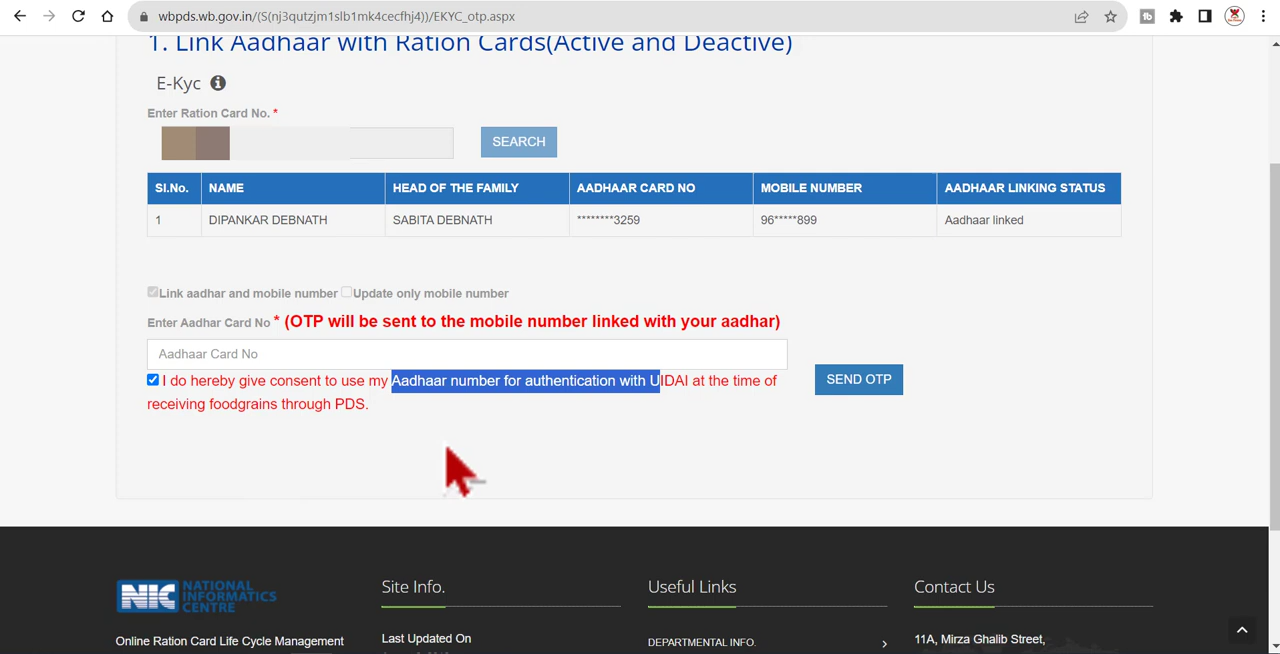 wbpds.wb.gov.in/(S(nj3qutzjm1slb1mk4cecfhj4))/EKYC_otp.aspx
1. Link Aadhaar with Ration Cards(Active and Deactive)
E-Kyc
Enter Ration Card No. *
SEARCH
Sl.No. NAME HEAD OF THE FAMILY AADHAAR CARD NO MOBILE NUMBER AADHAAR LINKING STATUS
1 DIPANKAR DEBNATH SABITA DEBNATH ********3259 96*****899 Aadhaar linked
Link aadhar and mobile number Update only mobile number
Enter Aadhar Card No * (OTP will be sent to the mobile number linked with your aadhar)
Aadhaar Card No
I do hereby give consent to use my Aadhaar number for authentication with UIDAI at the time of
receiving foodgrains through PDS.
SEND OTP
NIC NATIONAL INFORMATICS CENTRE
Site Info.
Useful Links
Contact Us
Online Ration Card Life Cycle Management
Last Updated On
DEPARTMENTAL INFO.
11A, Mirza Ghalib Street,